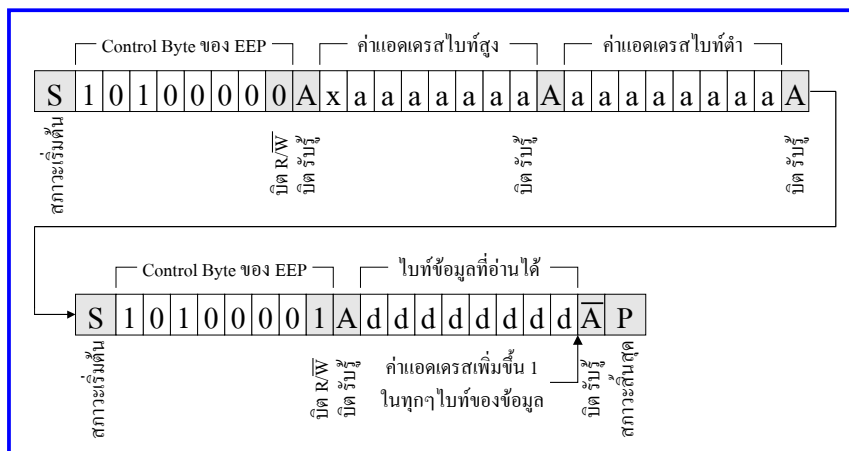 Control Byte ของ EEP ค่าแอดเดรสไบท์สูง ค่าแอดเดรสไบท์ตำ
S 1 0 1 0 0 0 0 0 A x a a a a a a a A a a a a a a a a A
สภาวะเริ่มต้น
บิต R/W̅
บิต รับรู้
บิต รับรู้
บิต รับรู้
Control Byte ของ EEP ไบท์ข้อมูลที่อ่านได้
S 1 0 1 0 0 0 0 1 A d d d d d d d d A̅ P
สภาวะเริ่มต้น
บิต R/W̅
บิต รับรู้
ค่าแอดเดรสเพิ่มขึ้น 1
ในทุกๆไบท์ของข้อมูล
บิต รับรู้
สภาวะสิ้นสุด